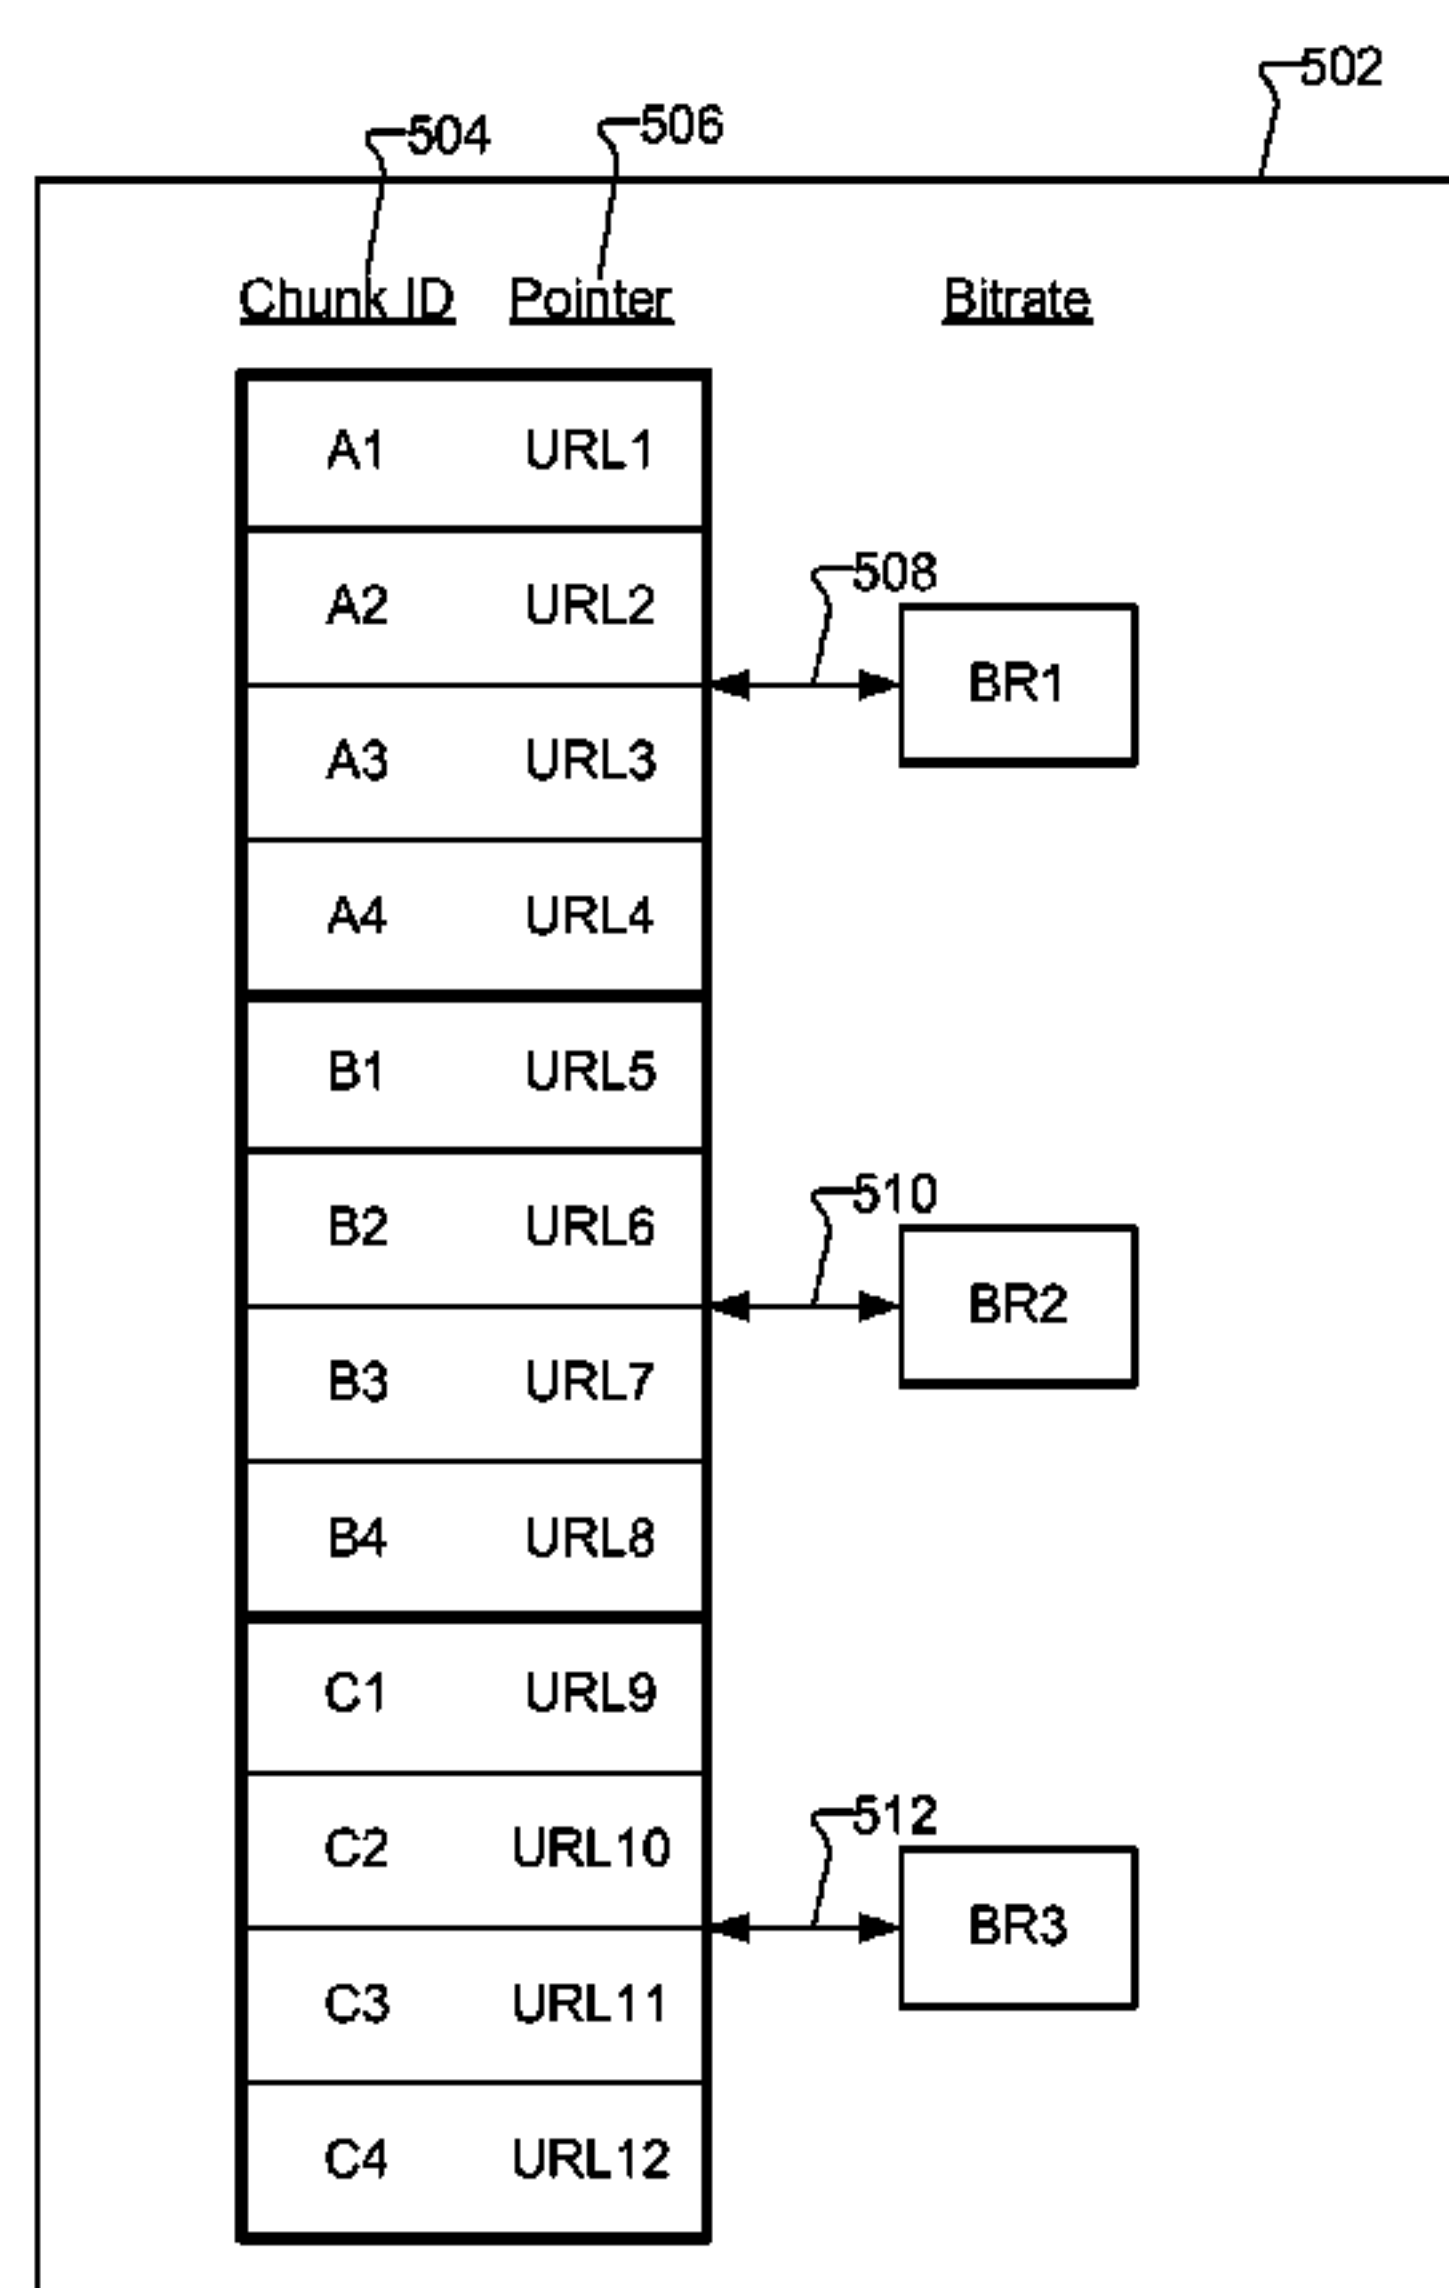 502
504 506
Chunk ID Pointer Bitrate
A1 URL1
508
A2 URL2
BR1
A3 URL3
A4 URL4
B1 URL5
510
B2 URL6
BR2
B3 URL7
B4 URL8
C1 URL9
512
C2 URL10
BR3
C3 URL11
C4 URL12